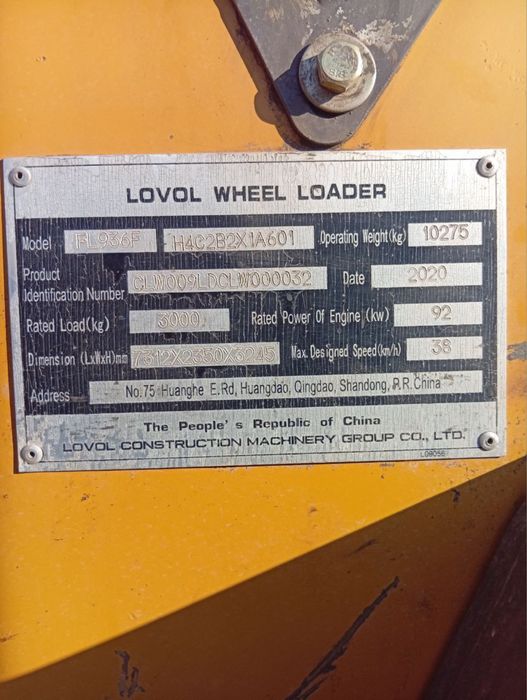 LOVOL WHEEL LOADER
Model FL936F H4C2B2X1A601 Operating Weight(kg) 10275
Product Identification Number CLW009LDCLW000032 Date 2020
Rated Load(kg) 3000 Rated Power Of Engine (kw) 92
Dimension (LxWxH)mm 7312X2350X3245 Max. Designed Speed(km/h) 38
Address No.75 Huanghe E.Rd, Huangdao, Qingdao, Shandong, P.R.China
The People's Republic of China
LOVOL CONSTRUCTION MACHINERY GROUP CO., LTD.
L09056